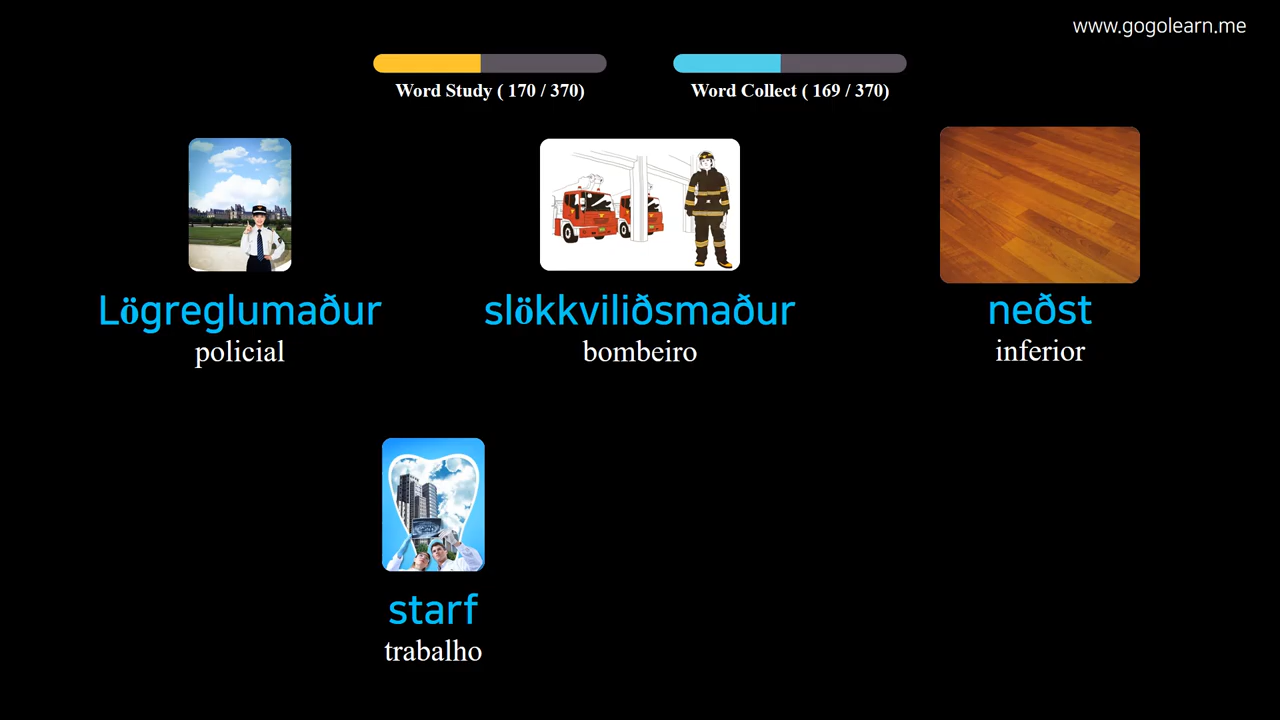 www.gogolearn.me
Word Study ( 170 / 370)
Word Collect ( 169 / 370)
Lögreglumaður
policial
slökkviliðsmaður
bombeiro
neðst
inferior
starf
trabalho